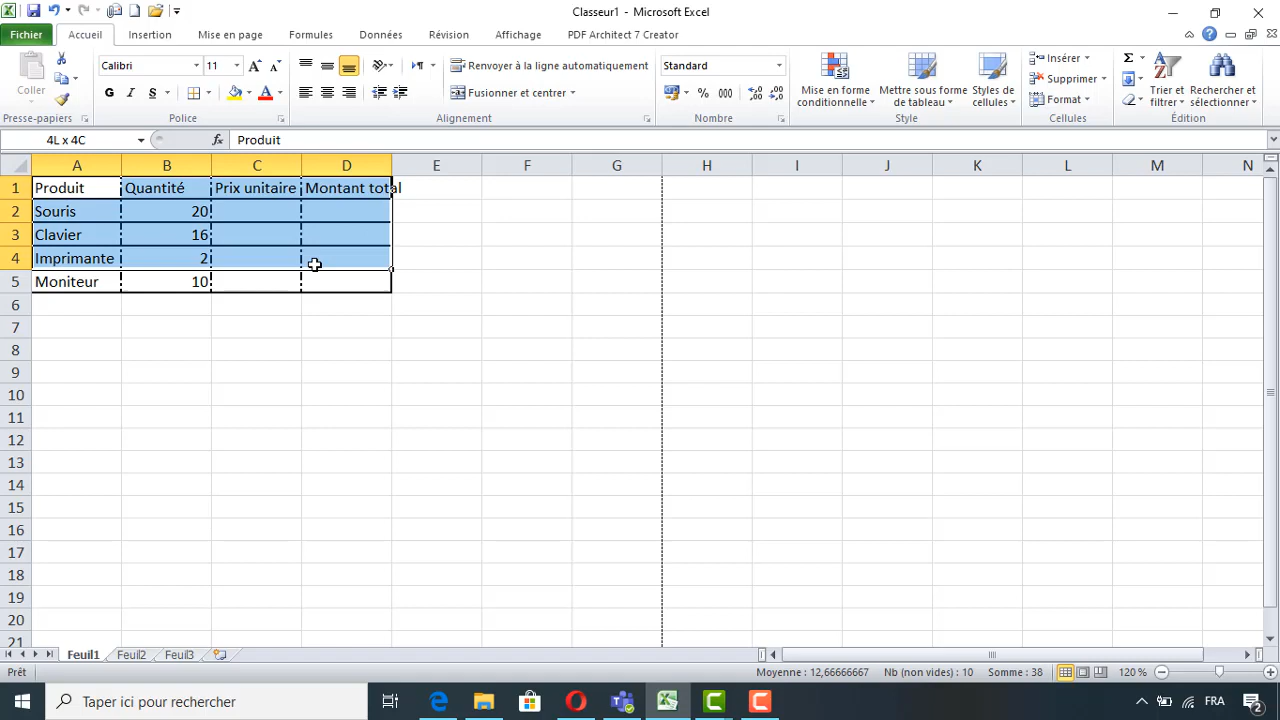 Classeur1 - Microsoft Excel
Fichier Accueil Insertion Mise en page Formules Données Révision Affichage PDF Architect 7 Creator
Coller
Calibri 11
Renvoyer à la ligne automatiquement
Standard
G I S
Fusionner et centrer
% 000
Mise en forme conditionnelle
Mettre sous forme de tableau
Styles de cellules
Insérer
Supprimer
Format
Σ
Trier et filtrer
Rechercher et sélectionner
Presse-papiers Police Alignement Nombre Style Cellules Édition
4L x 4C fx Produit
A B C D E F G H I J K L M N
1 Produit Quantité Prix unitaire Montant total
2 Souris 20
3 Clavier 16
4 Imprimante 2
5 Moniteur 10
6
7
8
9
10
11
12
13
14
15
16
17
18
19
20
21
Feuil1 Feuil2 Feuil3
Prêt Moyenne : 12,66666667 Nb (non vides) : 10 Somme : 38 120 %
Taper ici pour rechercher FRA 2